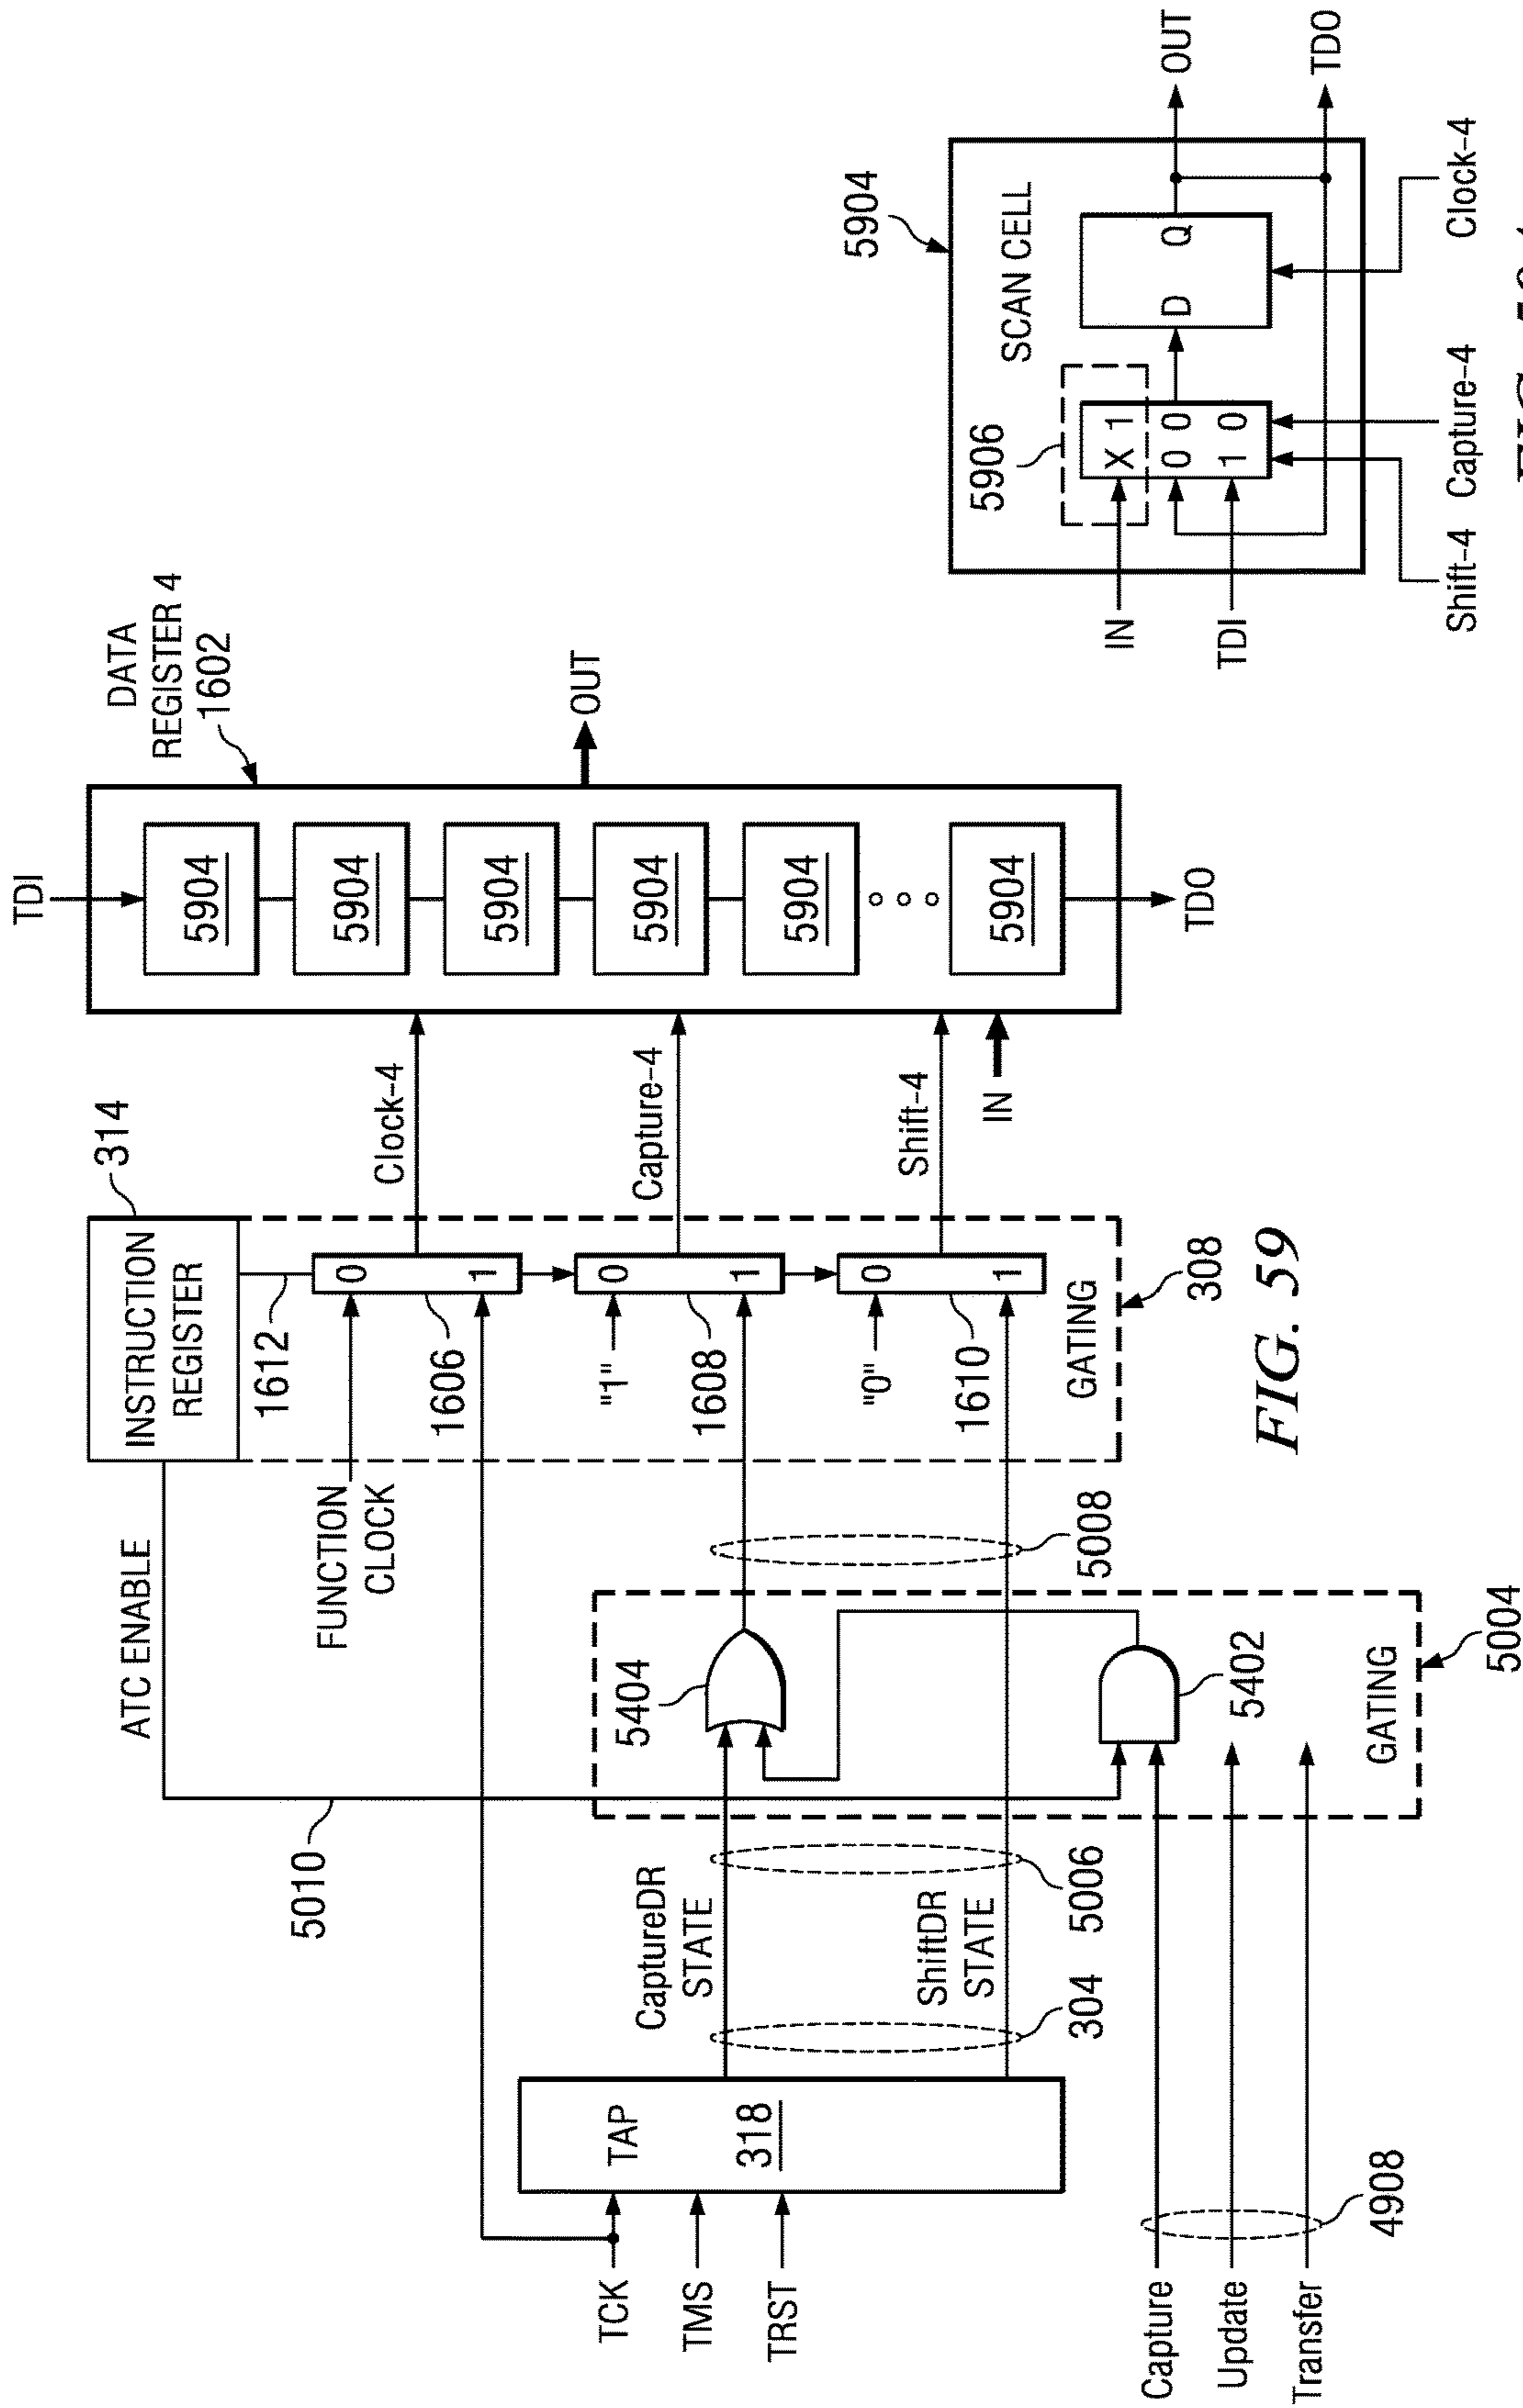 TCK
TMS
TRST
Capture
Update
Transfer
4908
TAP
318
304
CaptureDR
STATE
ShiftDR
STATE
5006
5010
ATC ENABLE
5404
5402
GATING
5004
5008
FUNCTION
CLOCK
INSTRUCTION
REGISTER
314
1612
0
1
1606
"1"
0
1
1608
"0"
0
1
1610
GATING
308
Clock-4
Capture-4
Shift-4
IN
TDI
DATA
REGISTER 4
1602
5904
5904
5904
5904
5904
5904
OUT
TDO
FIG. 59
5904
SCAN CELL
5906
IN
TDI
X 1
0 0
1 0
D
Q
OUT
TDO
Shift-4
Capture-4
Clock-4